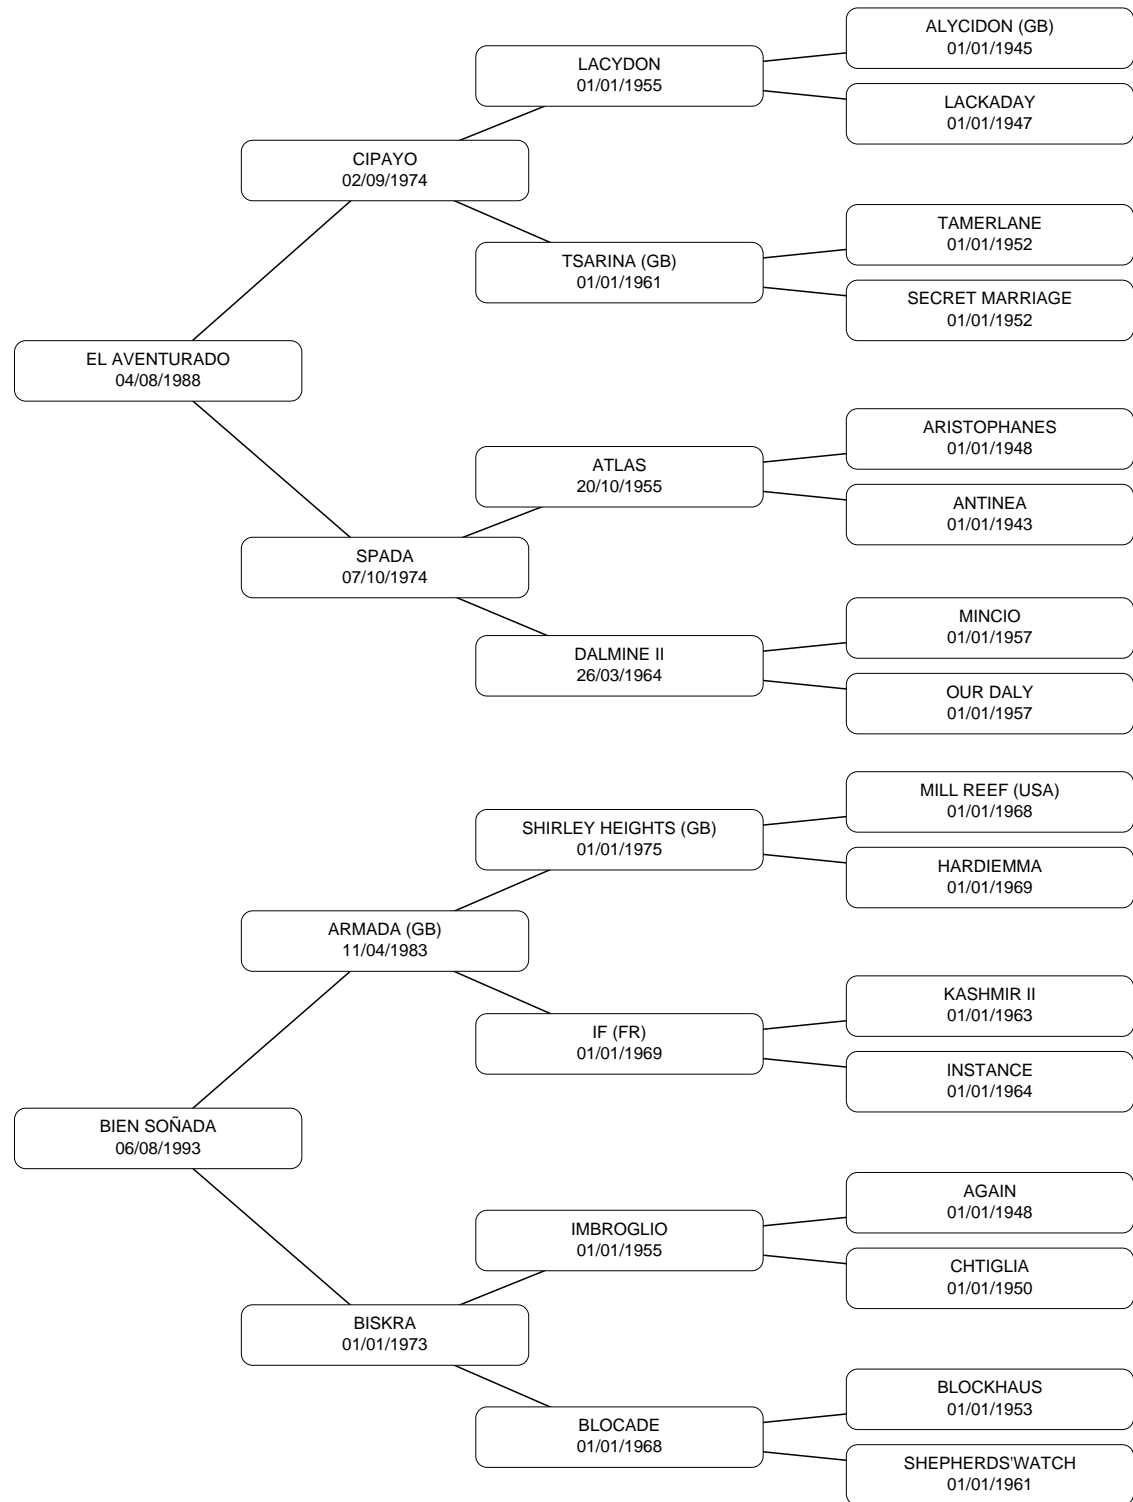 ALYCIDON (GB)
01/01/1945
LACYDON
01/01/1955
LACKADAY
01/01/1947
CIPAYO
02/09/1974
TAMERLANE
01/01/1952
TSARINA (GB)
01/01/1961
SECRET MARRIAGE
01/01/1952
EL AVENTURADO
04/08/1988
ARISTOPHANES
01/01/1948
ATLAS
20/10/1955
ANTINEA
01/01/1943
SPADA
07/10/1974
MINCIO
01/01/1957
DALMINE II
26/03/1964
OUR DALY
01/01/1957
MILL REEF (USA)
01/01/1968
SHIRLEY HEIGHTS (GB)
01/01/1975
HARDIEMMA
01/01/1969
ARMADA (GB)
11/04/1983
KASHMIR II
01/01/1963
IF (FR)
01/01/1969
INSTANCE
01/01/1964
BIEN SOÑADA
06/08/1993
AGAIN
01/01/1948
IMBROGLIO
01/01/1955
CHTIGLIA
01/01/1950
BISKRA
01/01/1973
BLOCKHAUS
01/01/1953
BLOCADE
01/01/1968
SHEPHERDS'WATCH
01/01/1961